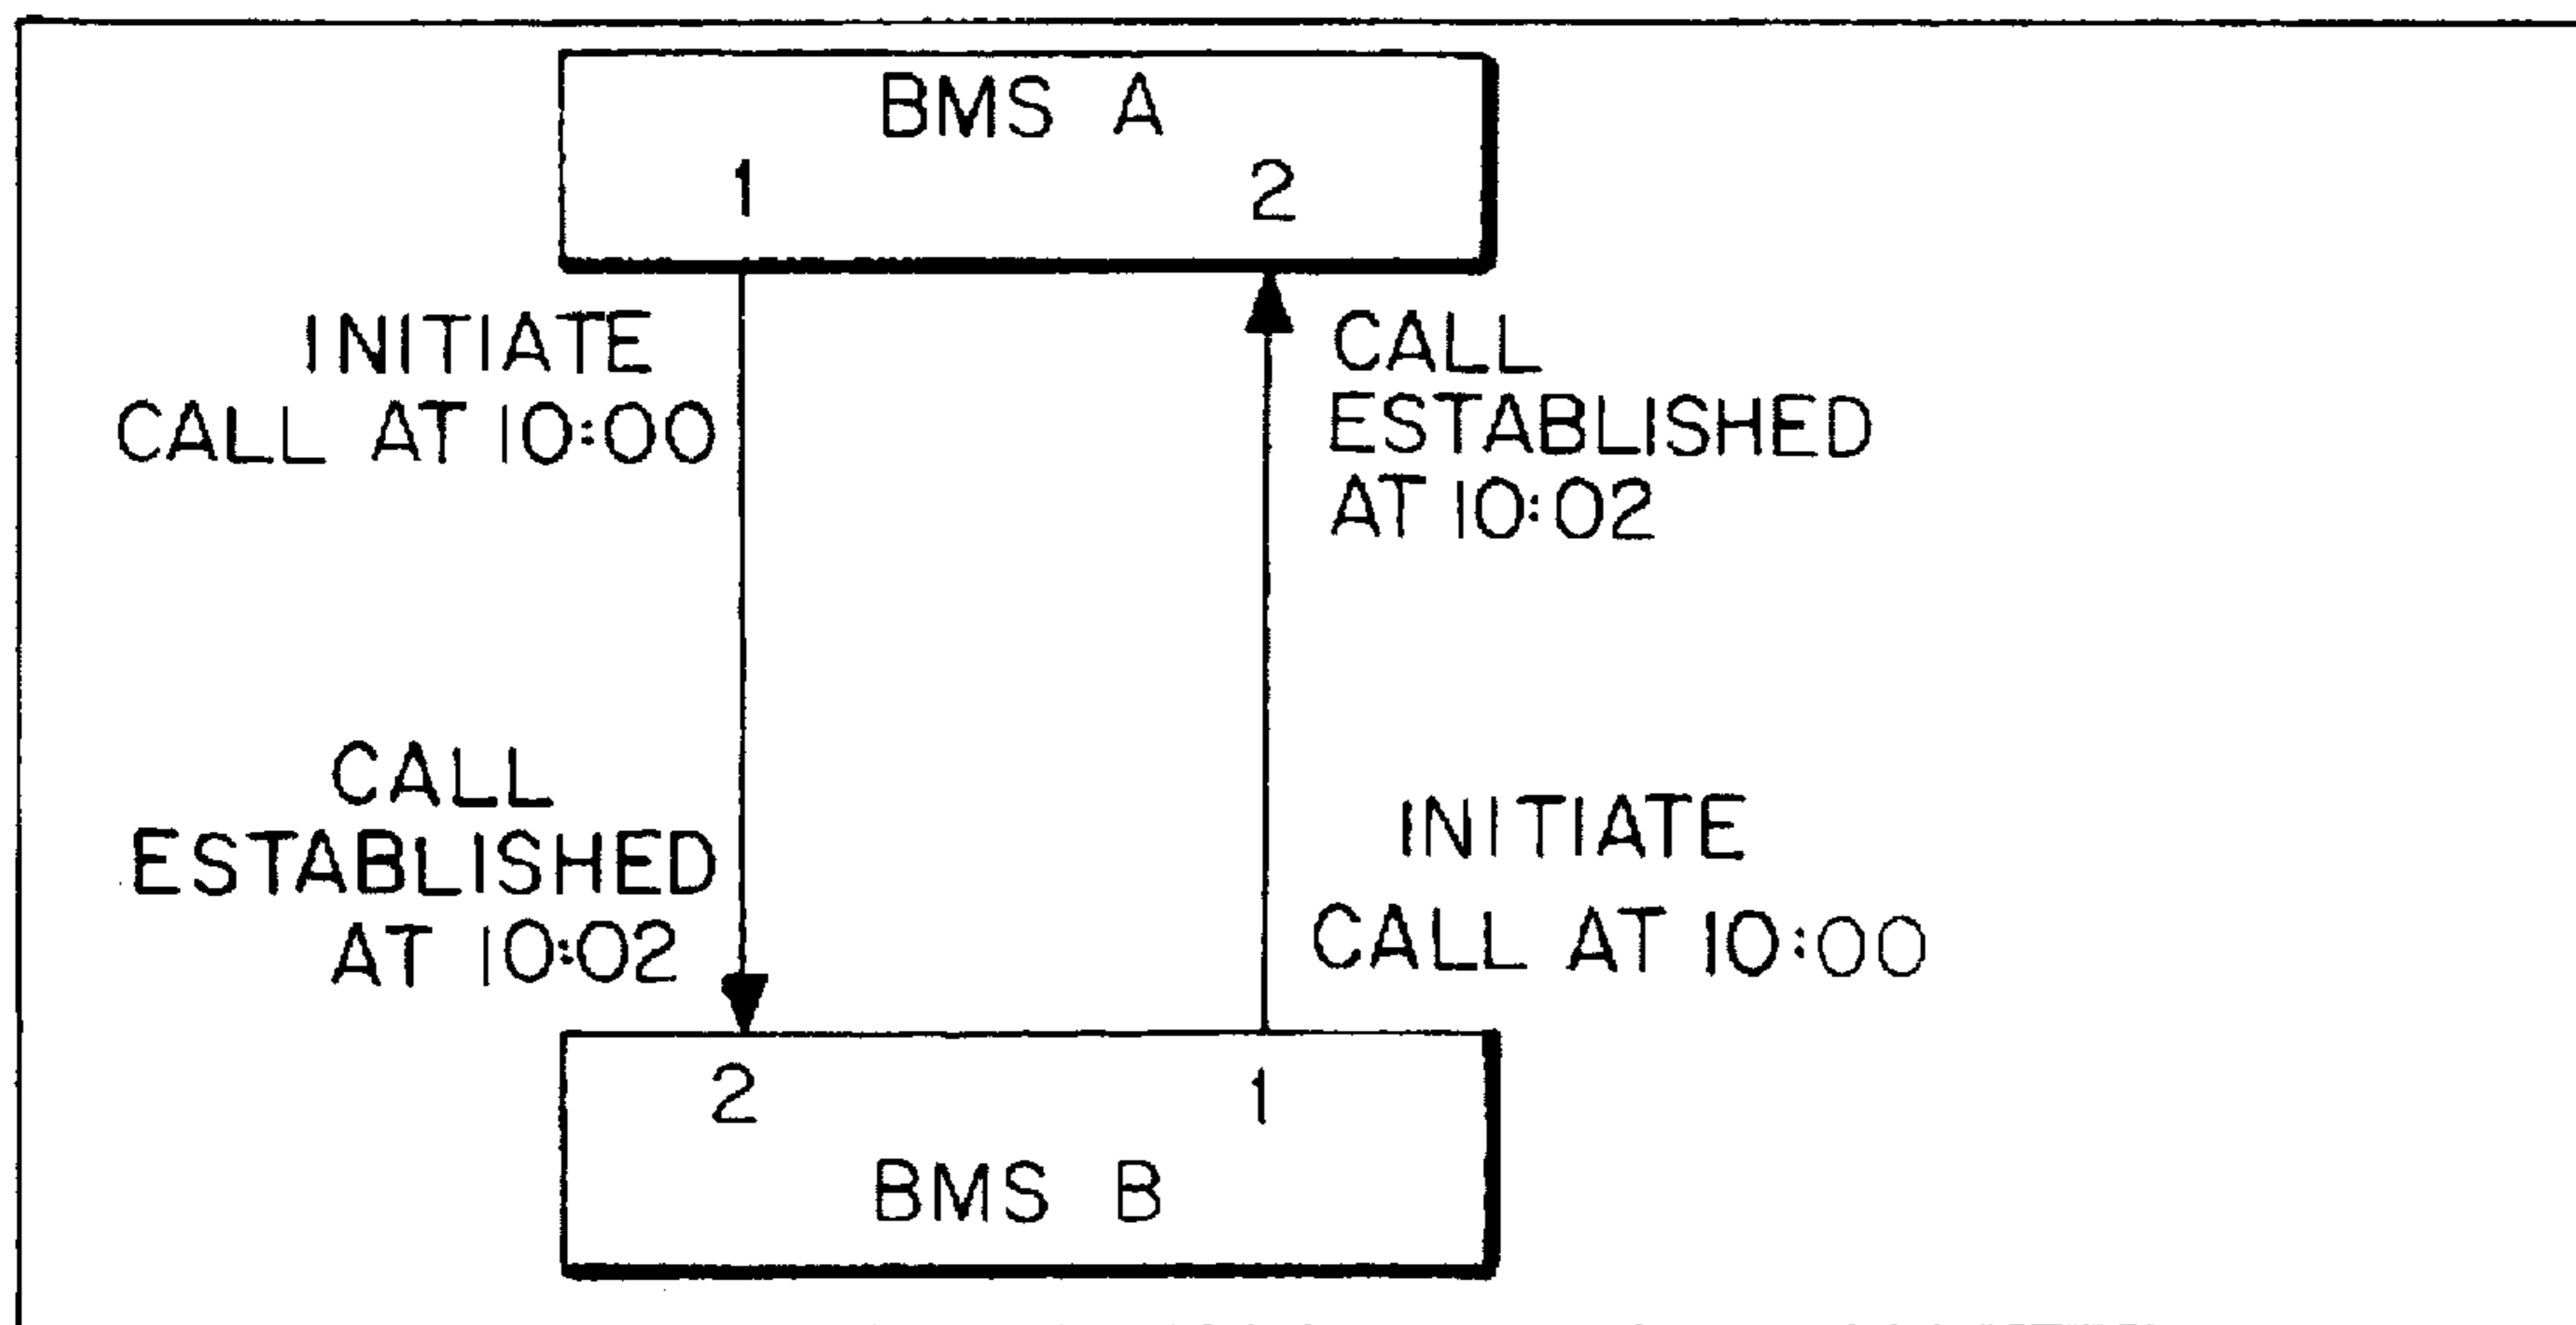 BMS A
1 2
INITIATE
CALL AT 10:00
CALL
ESTABLISHED
AT 10:02
CALL
ESTABLISHED
AT 10:02
INITIATE
CALL AT 10:00
2 1
BMS B